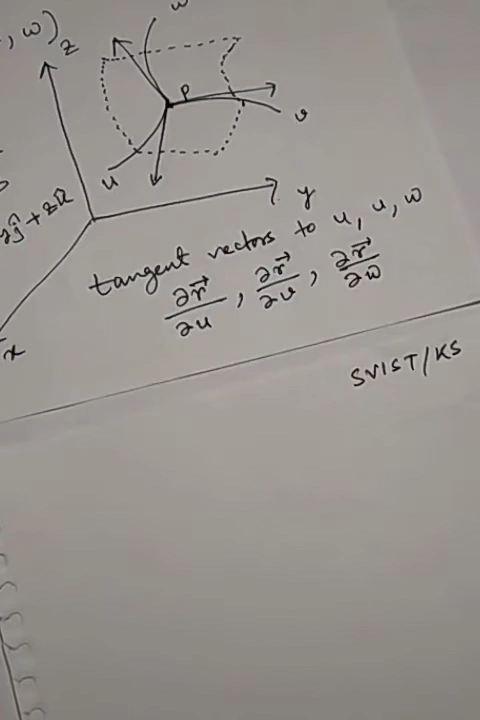 , w)
w
z
P
v
u
yĵ + zk̂
y
x
tangent vectors to u, u, w
∂r⃗/∂u , ∂r⃗/∂v , ∂r⃗/∂w
SVIST/KS